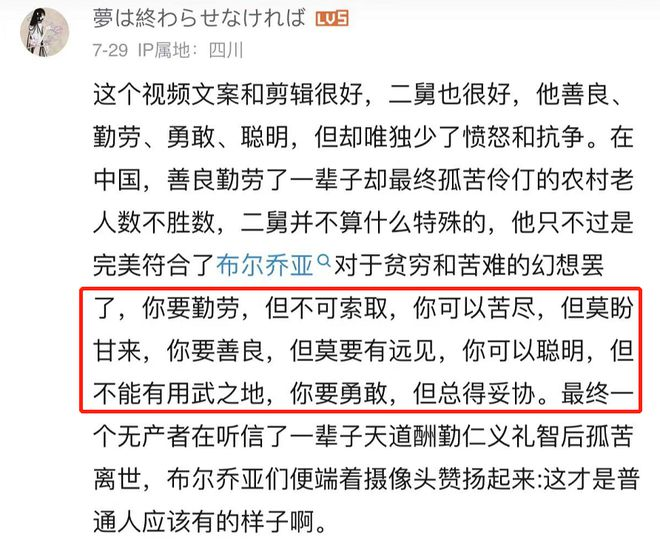 夢は終わらせなければ LV5
7-29 IP属地：四川
这个视频文案和剪辑很好，二舅也很好，他善良、
勤劳、勇敢、聪明，但却唯独少了愤怒和抗争。在
中国，善良勤劳了一辈子却最终孤苦伶仃的农村老
人数不胜数，二舅并不算什么特殊的，他只不过是
完美符合了布尔乔亚对于贫穷和苦难的幻想罢
了，你要勤劳，但不可索取，你可以苦尽，但莫盼
甘来，你要善良，但莫要有远见，你可以聪明，但
不能有用武之地，你要勇敢，但总得妥协。最终一
个无产者在听信了一辈子天道酬勤仁义礼智后孤苦
离世，布尔乔亚们便端着摄像头赞扬起来:这才是普
通人应该有的样子啊。